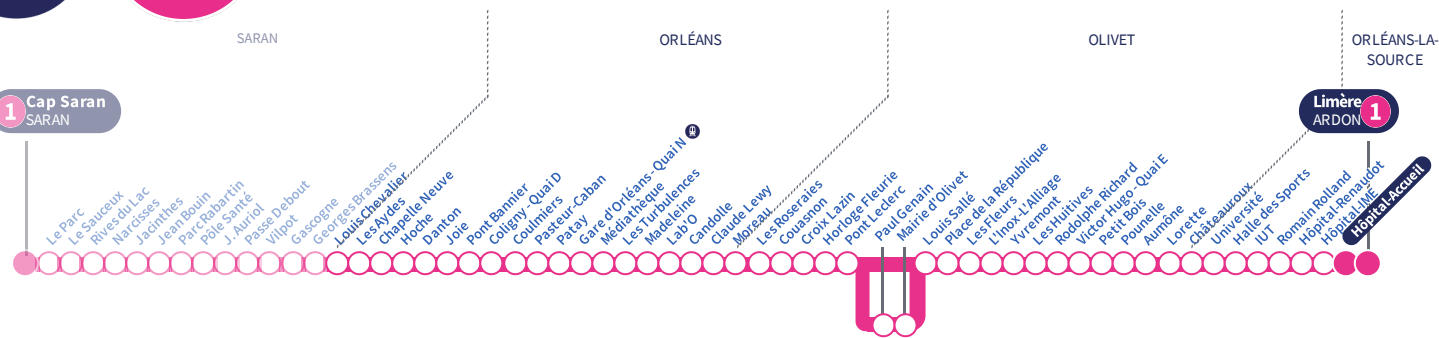 SARAN
ORLÉANS
OLIVET
ORLÉANS-LA-
SOURCE
1
Cap Saran
SARAN
Limère
ARDON
1
Le Parc
Le Sauceux
Rives du Lac
Narcisses
Jacinthes
Jean Bouin
Parc Rabartin
Pôle Santé
J. Auriol
Passe Debout
Vilpot
Gascogne
Georges Brassens
Louis Chevalier
Les Aydes
Chapelle Neuve
Hoche
Danton
Joie
Pont Bannier
Coligny - Quai D
Coulmiers
Pasteur-Caban
Patay
Gare d'Orléans - Quai N
Médiathèque
Les Turbulences
Madeleine
Lab'O
Candolle
Claude Lewy
Moreau
Les Roseraies
Couasnon
Croix Lazin
Horloge Fleurie
Pont Leclerc
Paul Genain
Mairie d'Olivet
Louis Sallé
Place de la République
Les Fleurs
L'Inox-L'Alliage
Yvremont
Les Huitives
Rodolphe Richard
Victor Hugo - Quai E
Petit Bois
Pounelle
Aumône
Lorette
Châteauroux
Université
Halle des Sports
IUT
Romain Rolland
Hôpital-Renaudot
Hôpital-IME
Hôpital-Accueil